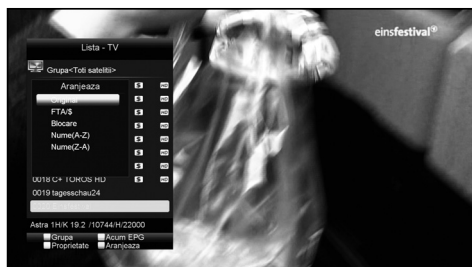 einsfestival
Lista - TV
Grupa<Toti satelitii>
Aranjeaza
Original
FTA/$
Blocare
Nume(A-Z)
Nume(Z-A)
0018 C+ TOROS HD
0019 tagesschau24
Astra 1H/K 19.2 /10744/H/22000
Grupa Acum EPG
Proprietate Aranjeaza